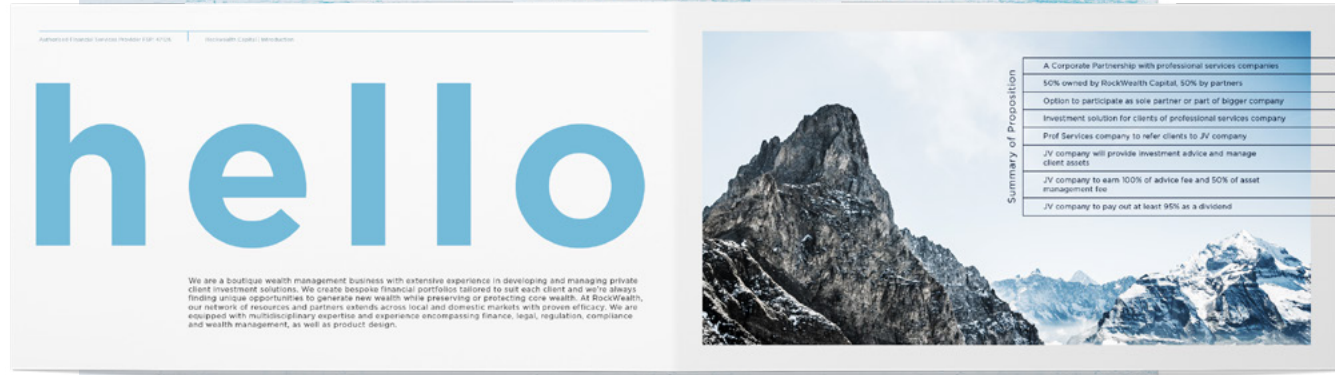 Authorised Financial Services Provider FSP
RockWealth Capital | Introduction
hello
We are a boutique wealth management business with extensive experience in developing and managing private
client investment solutions. We create bespoke financial portfolios tailored to suit each client and we're always
finding unique opportunities to generate new wealth while preserving or protecting core wealth. At RockWealth,
our network of resources and partners extends across local and domestic markets with proven efficacy. We are
equipped with multidisciplinary expertise and experience encompassing finance, legal, regulation, compliance
and wealth management, as well as product design.
Summary of Proposition
A Corporate Partnership with professional services companies
50% owned by RockWealth Capital, 50% by partners
Option to participate as sole partner or part of bigger company
Investment solution for clients of professional services company
Prof Services company to refer clients to JV company
JV company will provide investment advice and manage
client assets
JV company to earn 100% of advice fee and 50% of asset
management fee
JV company to pay out at least 95% as a dividend